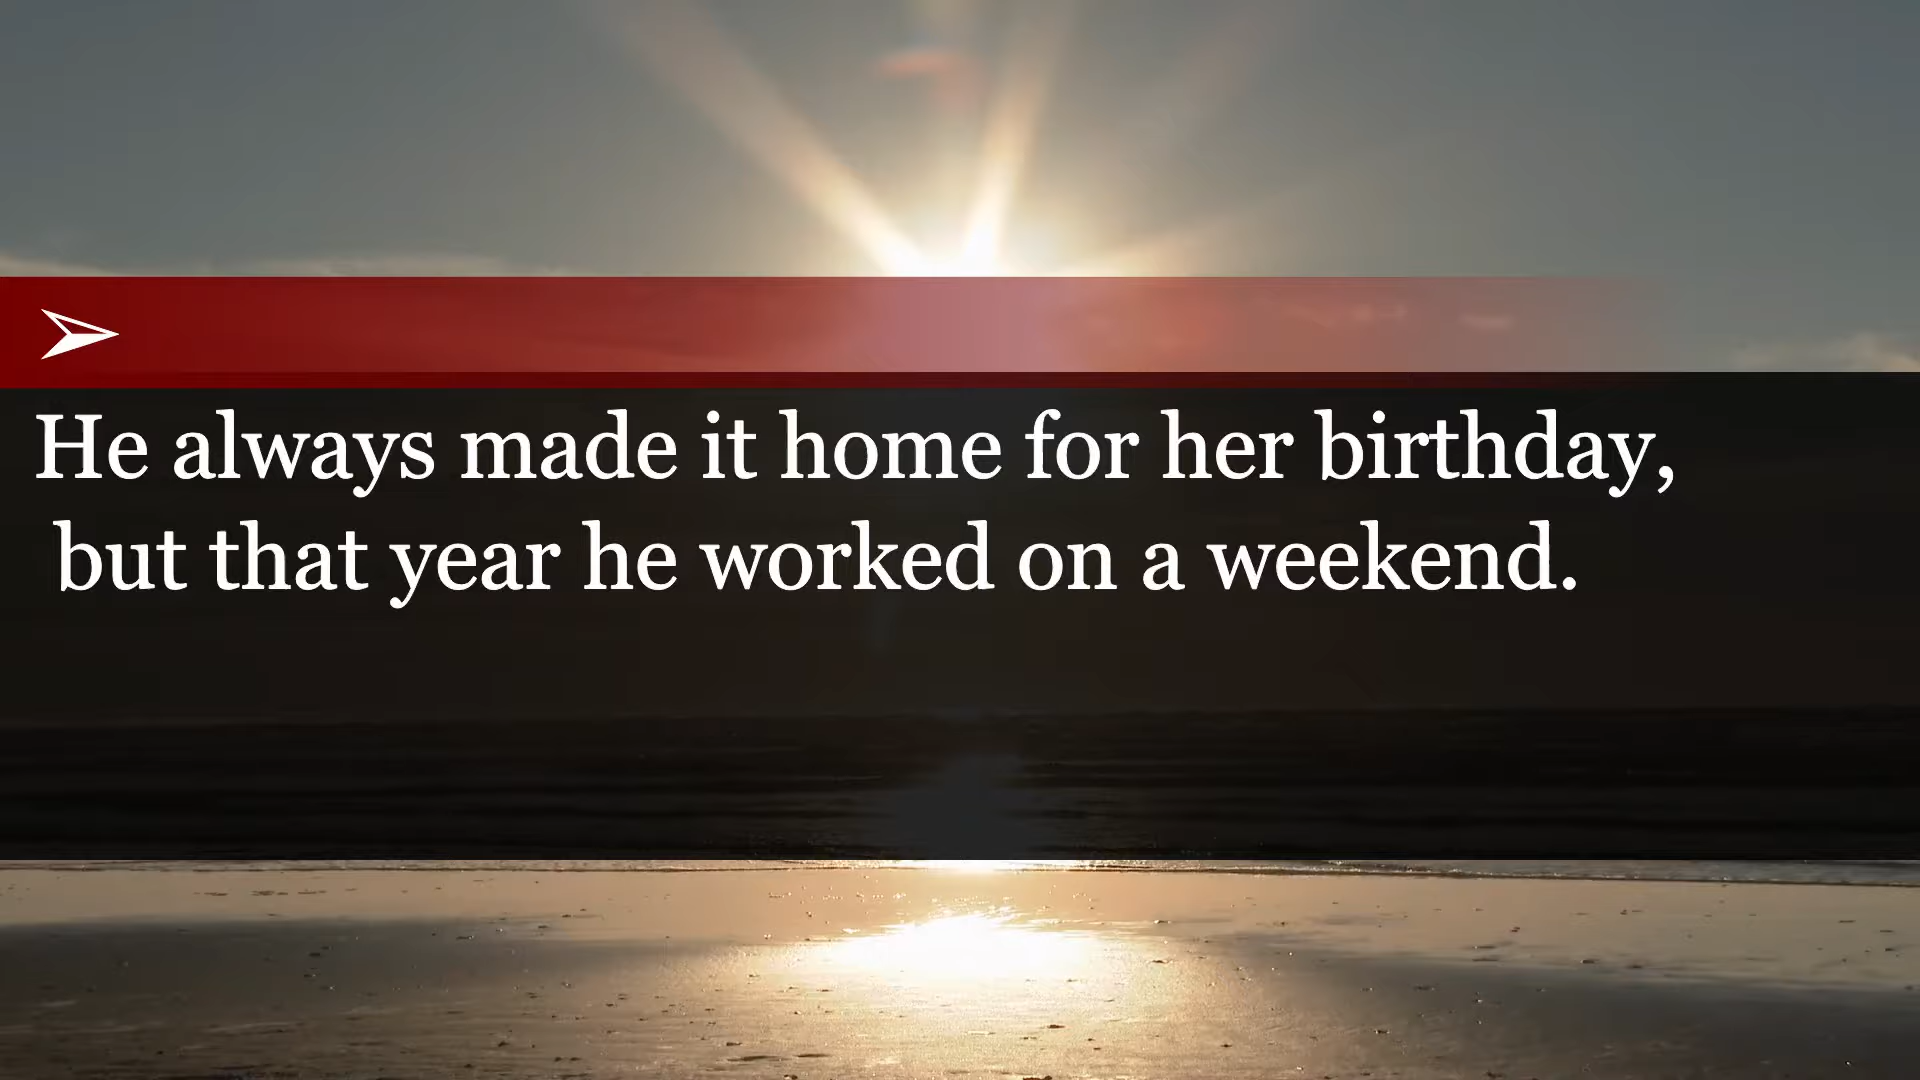 He always made it home for her birthday,
but that year he worked on a weekend.